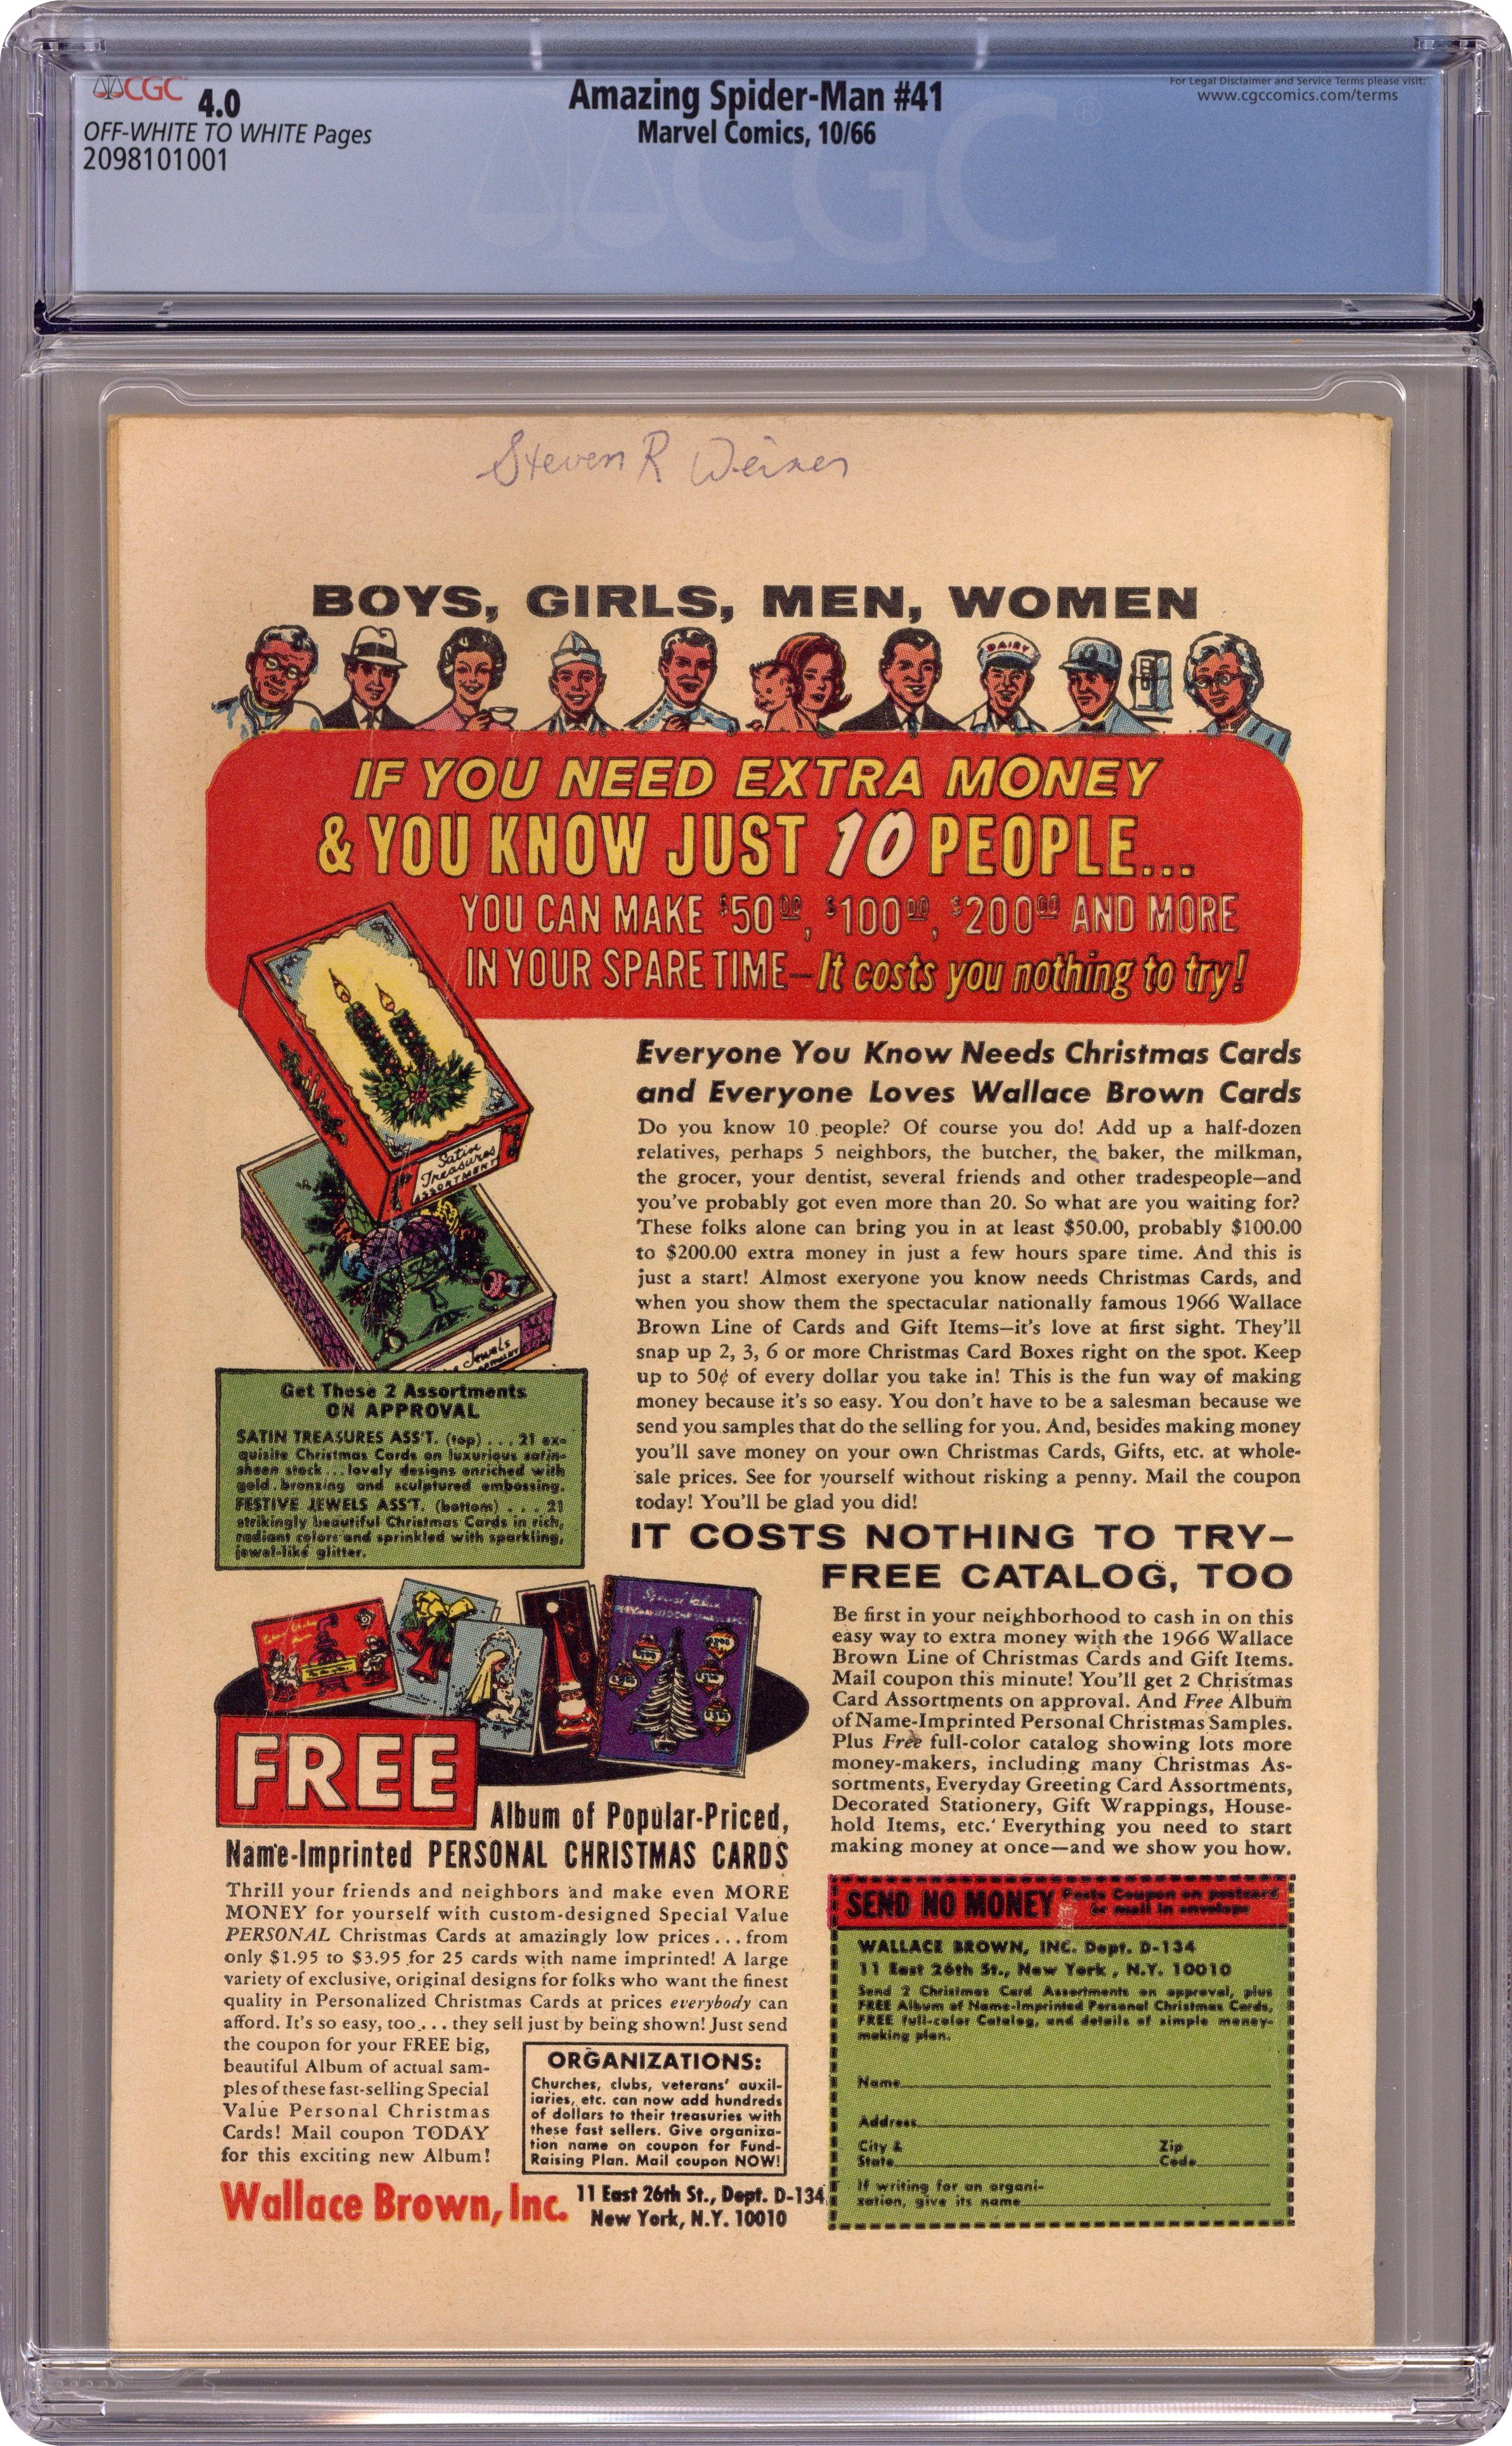 CGC 4.0
OFF-WHITE TO WHITE Pages
2098101001
Amazing Spider-Man #41
Marvel Comics, 10/66
For Legal Disclaimer and Service Terms please visit:
www.cgccomics.com/terms
CGC
Steven R Weiner
BOYS, GIRLS, MEN, WOMEN
DAIRY
IF YOU NEED EXTRA MONEY
& YOU KNOW JUST 10 PEOPLE...
YOU CAN MAKE $50.00, $100.00, $200.00 AND MORE
IN YOUR SPARE TIME—It costs you nothing to try!
Satin
Treasures
ASSORTMENT
Jewels
Everyone You Know Needs Christmas Cards
and Everyone Loves Wallace Brown Cards
Do you know 10 people? Of course you do! Add up a half-dozen
relatives, perhaps 5 neighbors, the butcher, the baker, the milkman,
the grocer, your dentist, several friends and other tradespeople—and
you've probably got even more than 20. So what are you waiting for?
These folks alone can bring you in at least $50.00, probably $100.00
to $200.00 extra money in just a few hours spare time. And this is
just a start! Almost exeryone you know needs Christmas Cards, and
when you show them the spectacular nationally famous 1966 Wallace
Brown Line of Cards and Gift Items—it's love at first sight. They'll
snap up 2, 3, 6 or more Christmas Card Boxes right on the spot. Keep
up to 50¢ of every dollar you take in! This is the fun way of making
money because it's so easy. You don't have to be a salesman because we
send you samples that do the selling for you. And, besides making money
you'll save money on your own Christmas Cards, Gifts, etc. at whole-
sale prices. See for yourself without risking a penny. Mail the coupon
today! You'll be glad you did!
Get These 2 Assortments
ON APPROVAL
SATIN TREASURES ASS'T. (top) . . . 21 ex-
quisite Christmas Cards on luxurious satin-
sheen stock . . . lovely designs enriched with
gold bronzing and sculptured embossing.
FESTIVE JEWELS ASS'T. (bottom) . . . 21
strikingly beautiful Christmas Cards in rich,
radiant colors and sprinkled with sparkling,
jewel-like glitter.
IT COSTS NOTHING TO TRY—
FREE CATALOG, TOO
Be first in your neighborhood to cash in on this
easy way to extra money with the 1966 Wallace
Brown Line of Christmas Cards and Gift Items.
Mail coupon this minute! You'll get 2 Christmas
Card Assortments on approval. And Free Album
of Name-Imprinted Personal Christmas Samples.
Plus Free full-color catalog showing lots more
money-makers, including many Christmas As-
sortments, Everyday Greeting Card Assortments,
Decorated Stationery, Gift Wrappings, House-
hold Items, etc. Everything you need to start
making money at once—and we show you how.
Special Value
FREE
Album of Popular-Priced,
Name-Imprinted PERSONAL CHRISTMAS CARDS
Thrill your friends and neighbors and make even MORE
MONEY for yourself with custom-designed Special Value
PERSONAL Christmas Cards at amazingly low prices . . . from
only $1.95 to $3.95 for 25 cards with name imprinted! A large
variety of exclusive, original designs for folks who want the finest
quality in Personalized Christmas Cards at prices everybody can
afford. It's so easy, too . . . they sell just by being shown! Just send
the coupon for your FREE big,
beautiful Album of actual sam-
ples of these fast-selling Special
Value Personal Christmas
Cards! Mail coupon TODAY
for this exciting new Album!
ORGANIZATIONS:
Churches, clubs, veterans' auxil-
iaries, etc. can now add hundreds
of dollars to their treasuries with
these fast sellers. Give organiza-
tion name on coupon for Fund-
Raising Plan. Mail coupon NOW!
Wallace Brown, Inc.
11 East 26th St., Dept. D-134
New York, N.Y. 10010
SEND NO MONEY Paste Coupon on postcard
or mail in envelope
WALLACE BROWN, INC. Dept. D-134
11 East 26th St., New York , N.Y. 10010
Send 2 Christmas Card Assortments on approval, plus
FREE Album of Name-Imprinted Personal Christmas Cards,
FREE full-color Catalog, and details of simple money-
making plan.
Name
Address
City &
State
Zip
Code
If writing for an organi-
zation, give its name